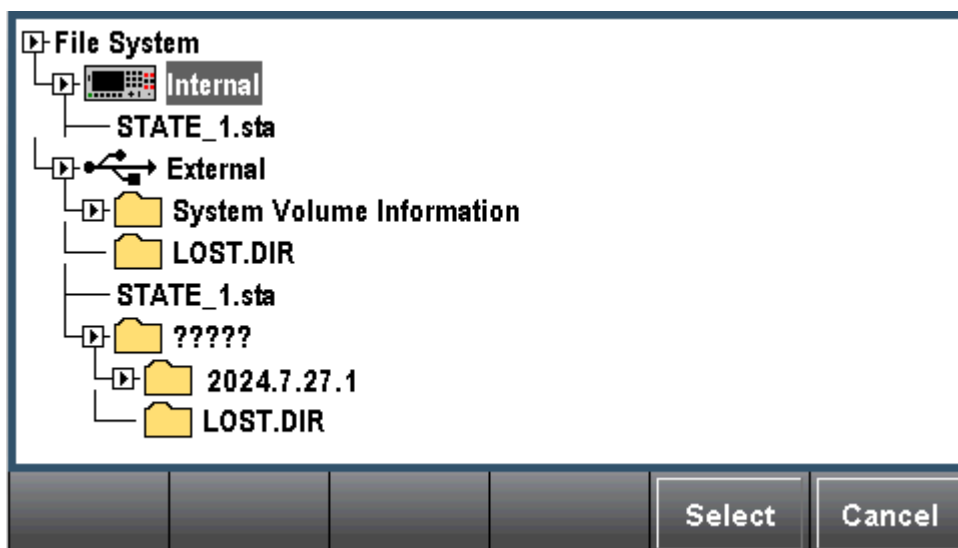 File System
Internal
STATE_1.sta
External
System Volume Information
LOST.DIR
STATE_1.sta
?????
2024.7.27.1
LOST.DIR
Select Cancel